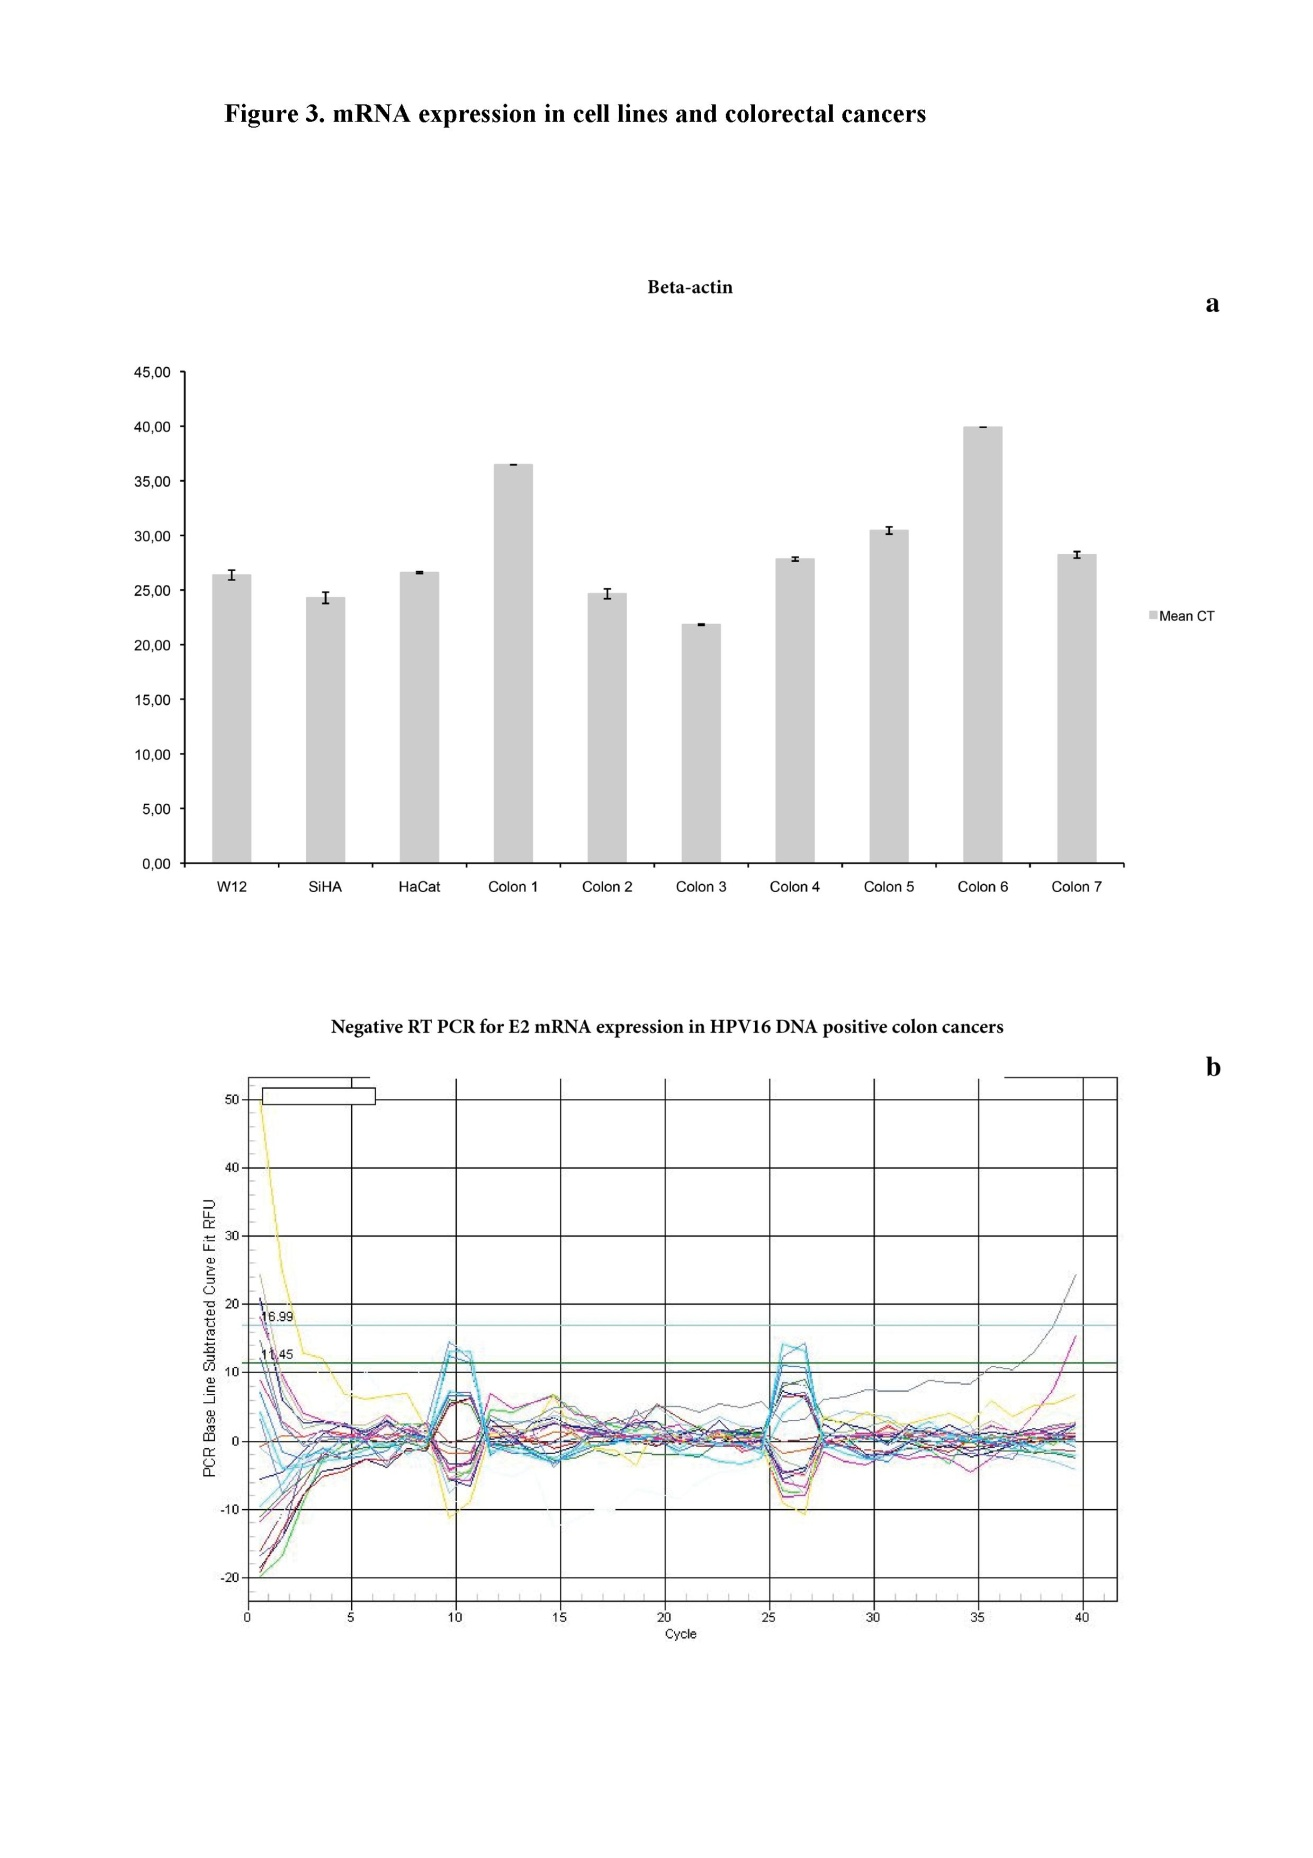 Figure 3. mRNA expression in cell lines and colorectal cancers
Beta-actin
a
45,00
40,00
35,00
30,00
25,00
20,00
15,00
10,00
5,00
0,00
W12 SiHA HaCat Colon 1 Colon 2 Colon 3 Colon 4 Colon 5 Colon 6 Colon 7
Mean CT
Negative RT PCR for E2 mRNA expression in HPV16 DNA positive colon cancers
b
PCR Base Line Subtracted Curve Fit RFU
50
40
30
20
16.99
11.45
10
0
-10
-20
0 5 10 15 20 25 30 35 40
Cycle